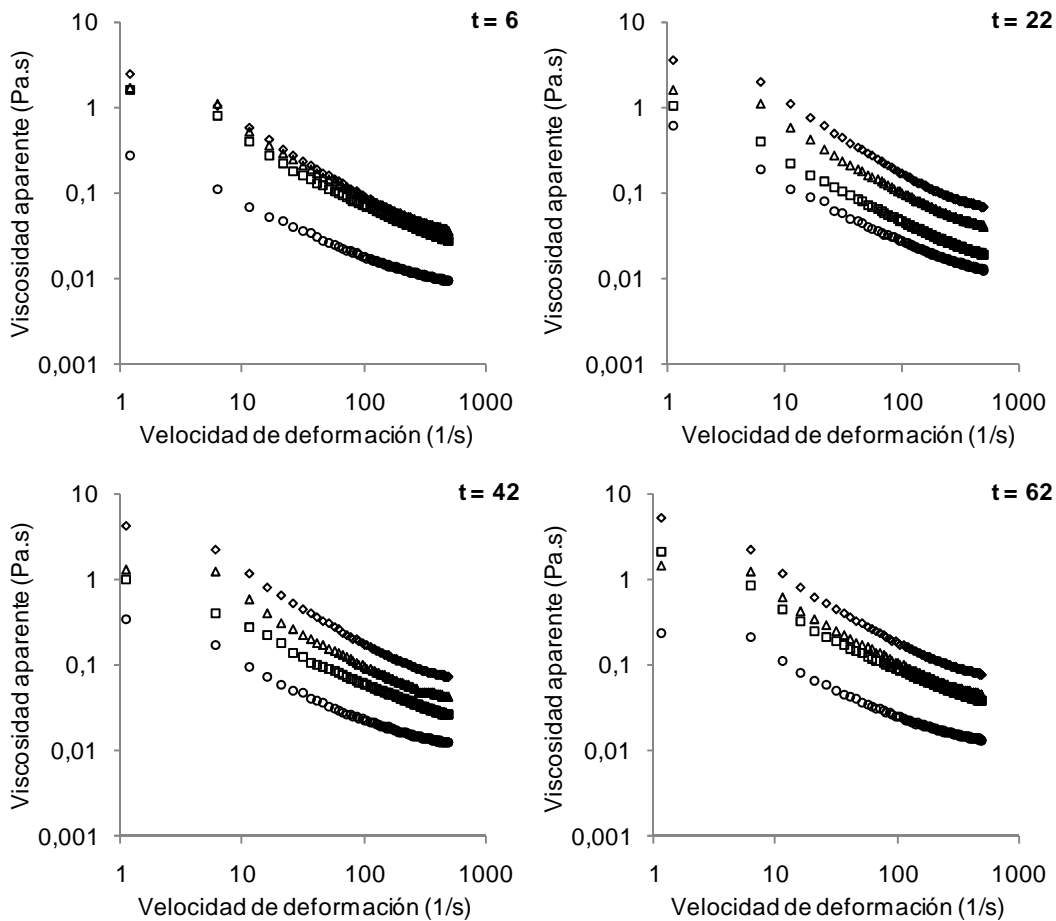 t = 6
Viscosidad aparente (Pa.s)
10
1
0,1
0,01
0,001
1 10 100 1000
Velocidad de deformación (1/s)
t = 22
Viscosidad aparente (Pa.s)
10
1
0,1
0,01
0,001
1 10 100 1000
Velocidad de deformación (1/s)
t = 42
Viscosidad aparente (Pa.s)
10
1
0,1
0,01
0,001
1 10 100 1000
Velocidad de deformación (1/s)
t = 62
Viscosidad aparente (Pa.s)
10
1
0,1
0,01
0,001
1 10 100 1000
Velocidad de deformación (1/s)